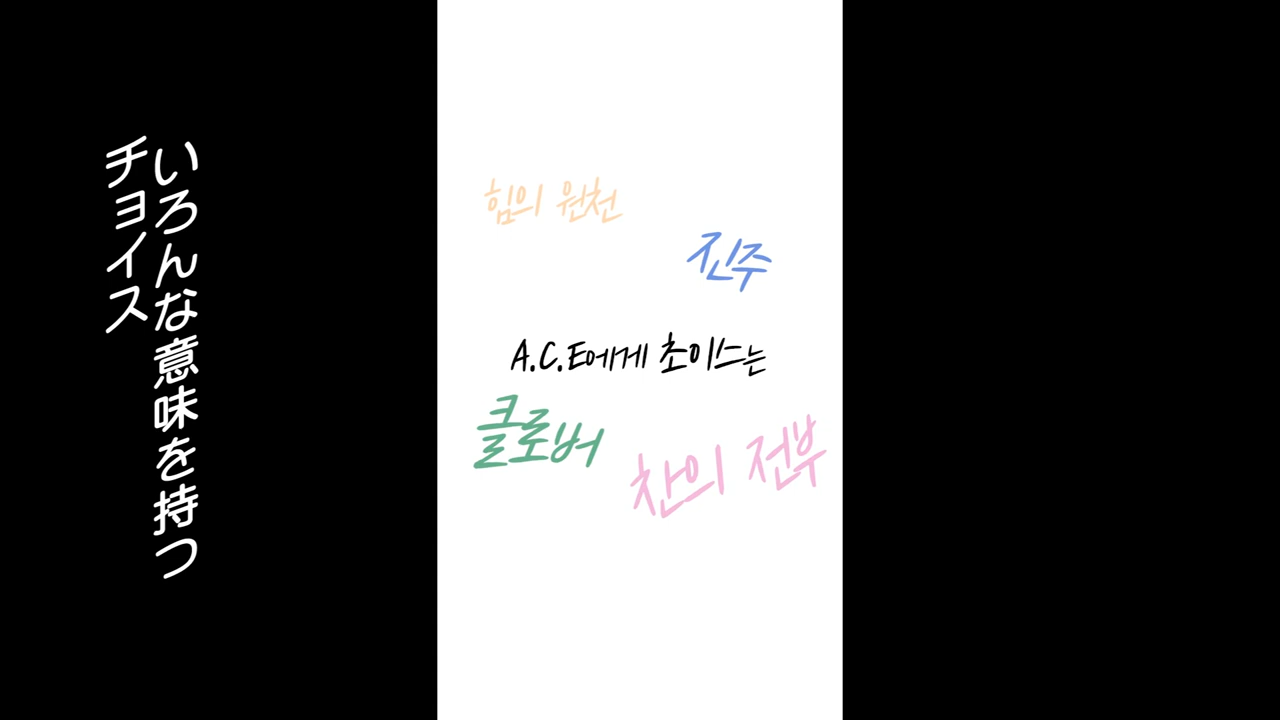 いろんな意味を持つ
チョイス
힘의 원천
진주
A.C.E에게 초이스는
클로버
찬의 전부